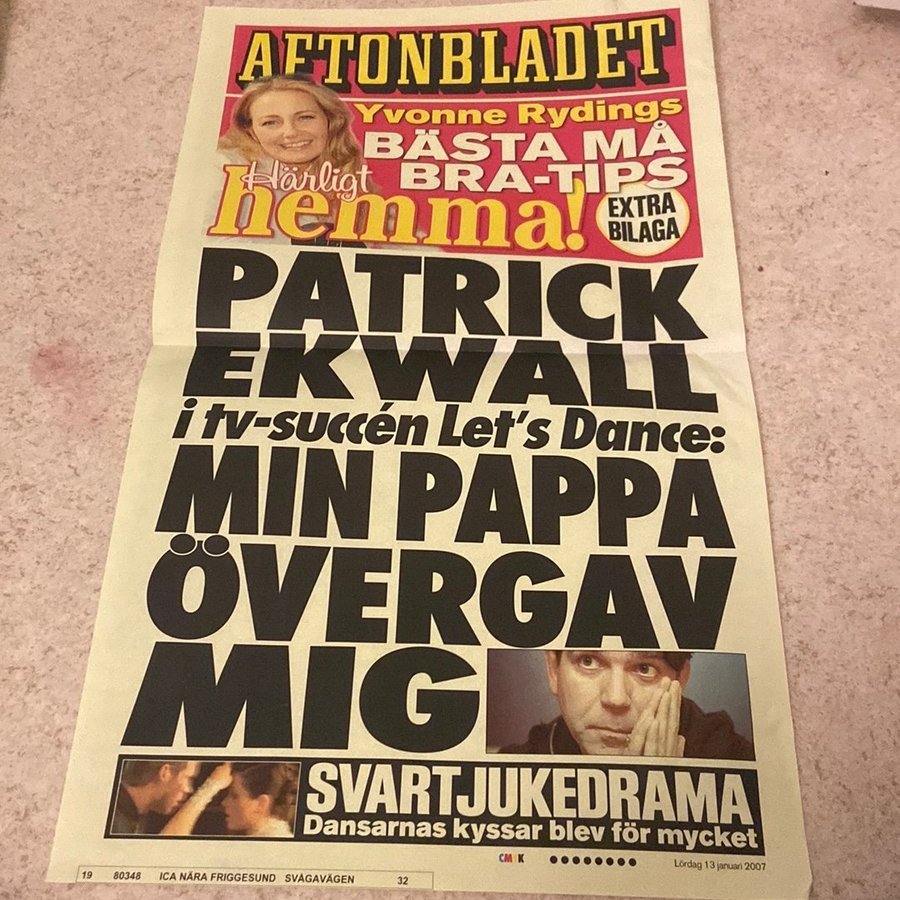 AFTONBLADET
Yvonne Rydings
BÄSTA MÅ
BRA-TIPS
Härligt
hemma!
EXTRA
BILAGA
PATRICK
EKWALL
i tv-succén Let's Dance:
MIN PAPPA
ÖVERGAV
MIG
SVARTJUKEDRAMA
Dansarnas kyssar blev för mycket
CMYK
Lördag 13 januari 2007
19 80348 ICA NÄRA FRIGGESUND SVÅGAVÄGEN 32